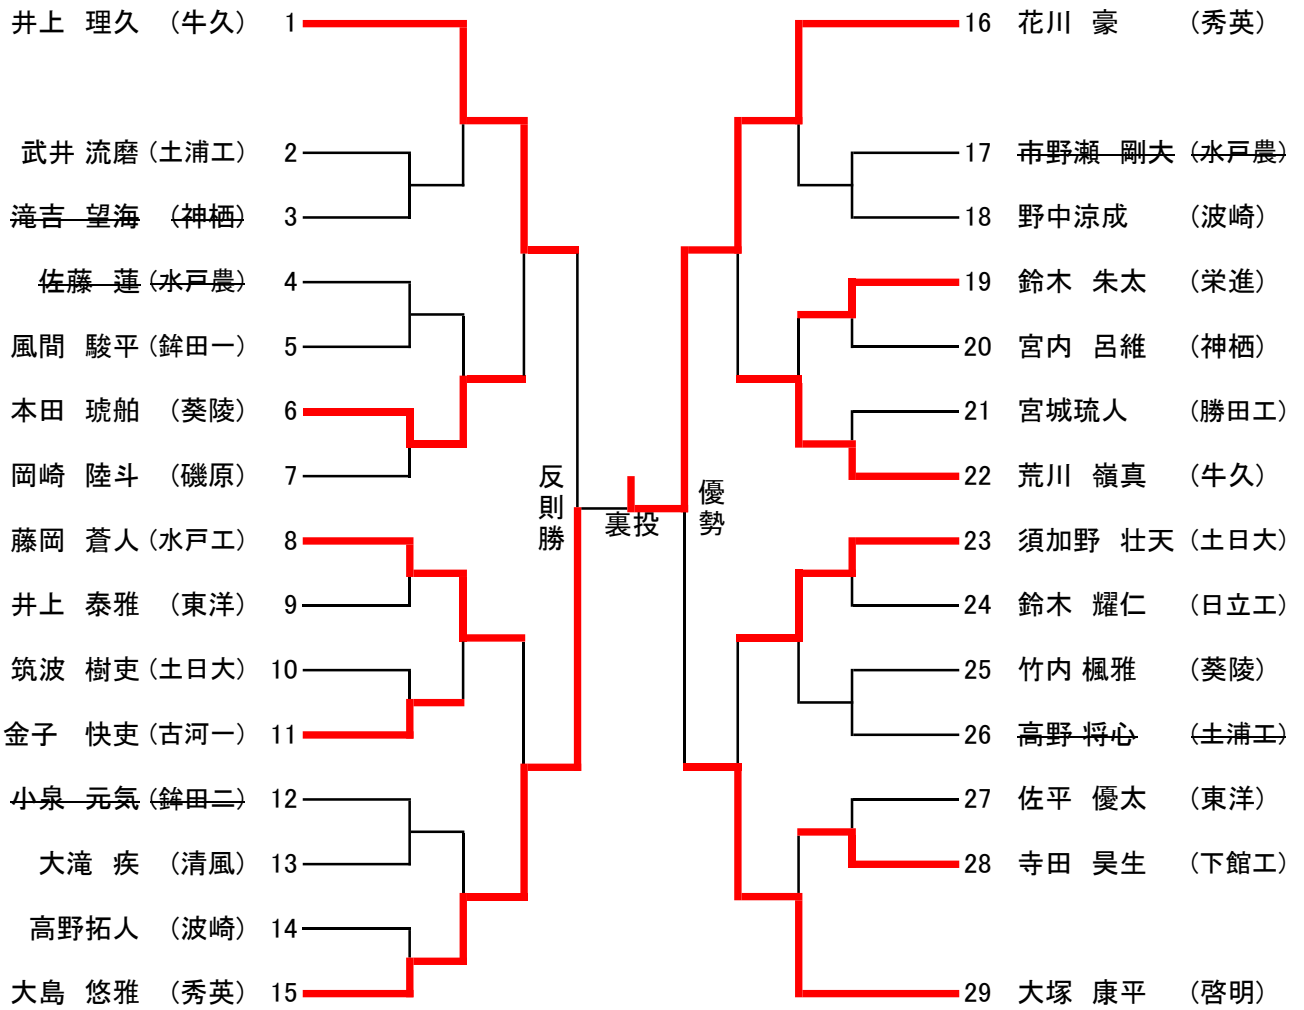 井上 理久 （牛久） 1
武井 流磨 （土浦工） 2
滝吉 望海 （神栖） 3
佐藤 蓮 （水戸農） 4
風間 駿平 （鉾田一） 5
本田 琥舶 （葵陵） 6
岡崎 陸斗 （磯原） 7
藤岡 蒼人 （水戸工） 8
井上 泰雅 （東洋） 9
筑波 樹吏 （土日大） 10
金子 快吏 （古河一） 11
小泉 元気 （鉾田二） 12
大滝 疾 （清風） 13
高野拓人 （波崎） 14
大島 悠雅 （秀英） 15
反則勝
裏投
優勢
16 花川 豪 （秀英）
17 市野瀬 剛大 （水戸農）
18 野中涼成 （波崎）
19 鈴木 朱太 （栄進）
20 宮内 呂維 （神栖）
21 宮城琉人 （勝田工）
22 荒川 嶺真 （牛久）
23 須加野 壮天 （土日大）
24 鈴木 耀仁 （日立工）
25 竹内 楓雅 （葵陵）
26 高野 将心 （土浦工）
27 佐平 優太 （東洋）
28 寺田 昊生 （下館工）
29 大塚 康平 （啓明）